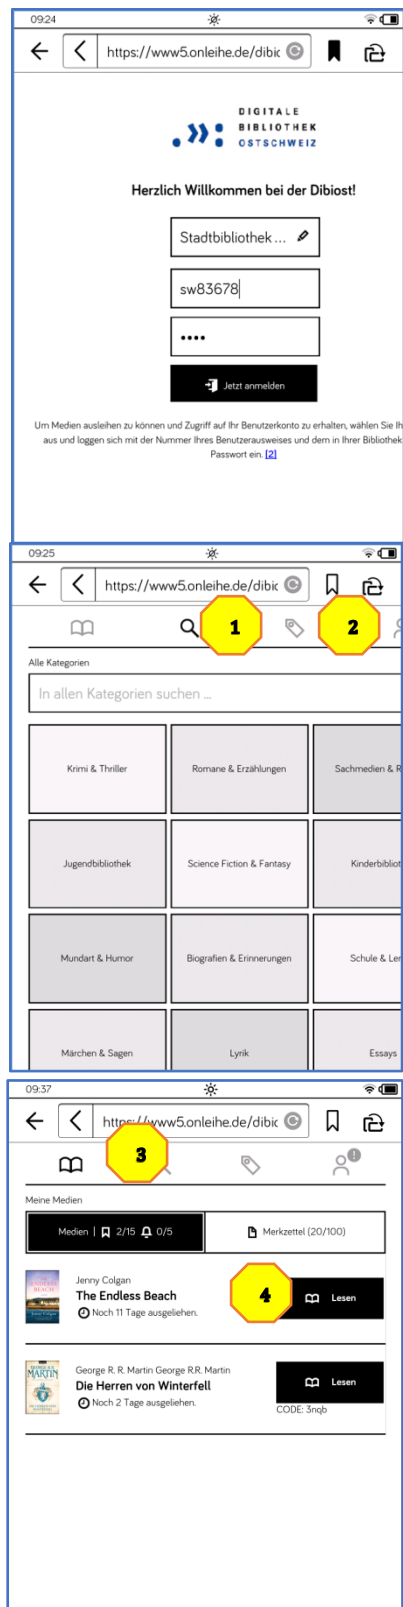 09:24
https://www5.onleihe.de/dibic
DIGITALE
BIBLIOTHEK
OSTSCHWEIZ
Herzlich Willkommen bei der Dibiost!
Stadtbibliothek ...
sw83678
••••
Jetzt anmelden
Um Medien ausleihen zu können und Zugriff auf Ihr Benutzerkonto zu erhalten, wählen Sie Ih
aus und loggen sich mit der Nummer Ihres Benutzerausweises und dem in Ihrer Bibliothek
Passwort ein. [2]
09:25
https://www5.onleihe.de/dibic
1
2
Alle Kategorien
In allen Kategorien suchen ...
Krimi & Thriller
Romane & Erzählungen
Sachmedien & R
Jugendbibliothek
Science Fiction & Fantasy
Kinderbibliot
Mundart & Humor
Biografien & Erinnerungen
Schule & Ler
Märchen & Sagen
Lyrik
Essays
09:37
https://www5.onleihe.de/dibic
3
Meine Medien
Medien | 2/15 0/5
Merkzettel (20/100)
Jenny Colgan
The Endless Beach
Noch 11 Tage ausgeliehen.
4
Lesen
George R. R. Martin George R.R. Martin
Die Herren von Winterfell
Noch 2 Tage ausgeliehen.
Lesen
CODE: 3nqb
MARTIN